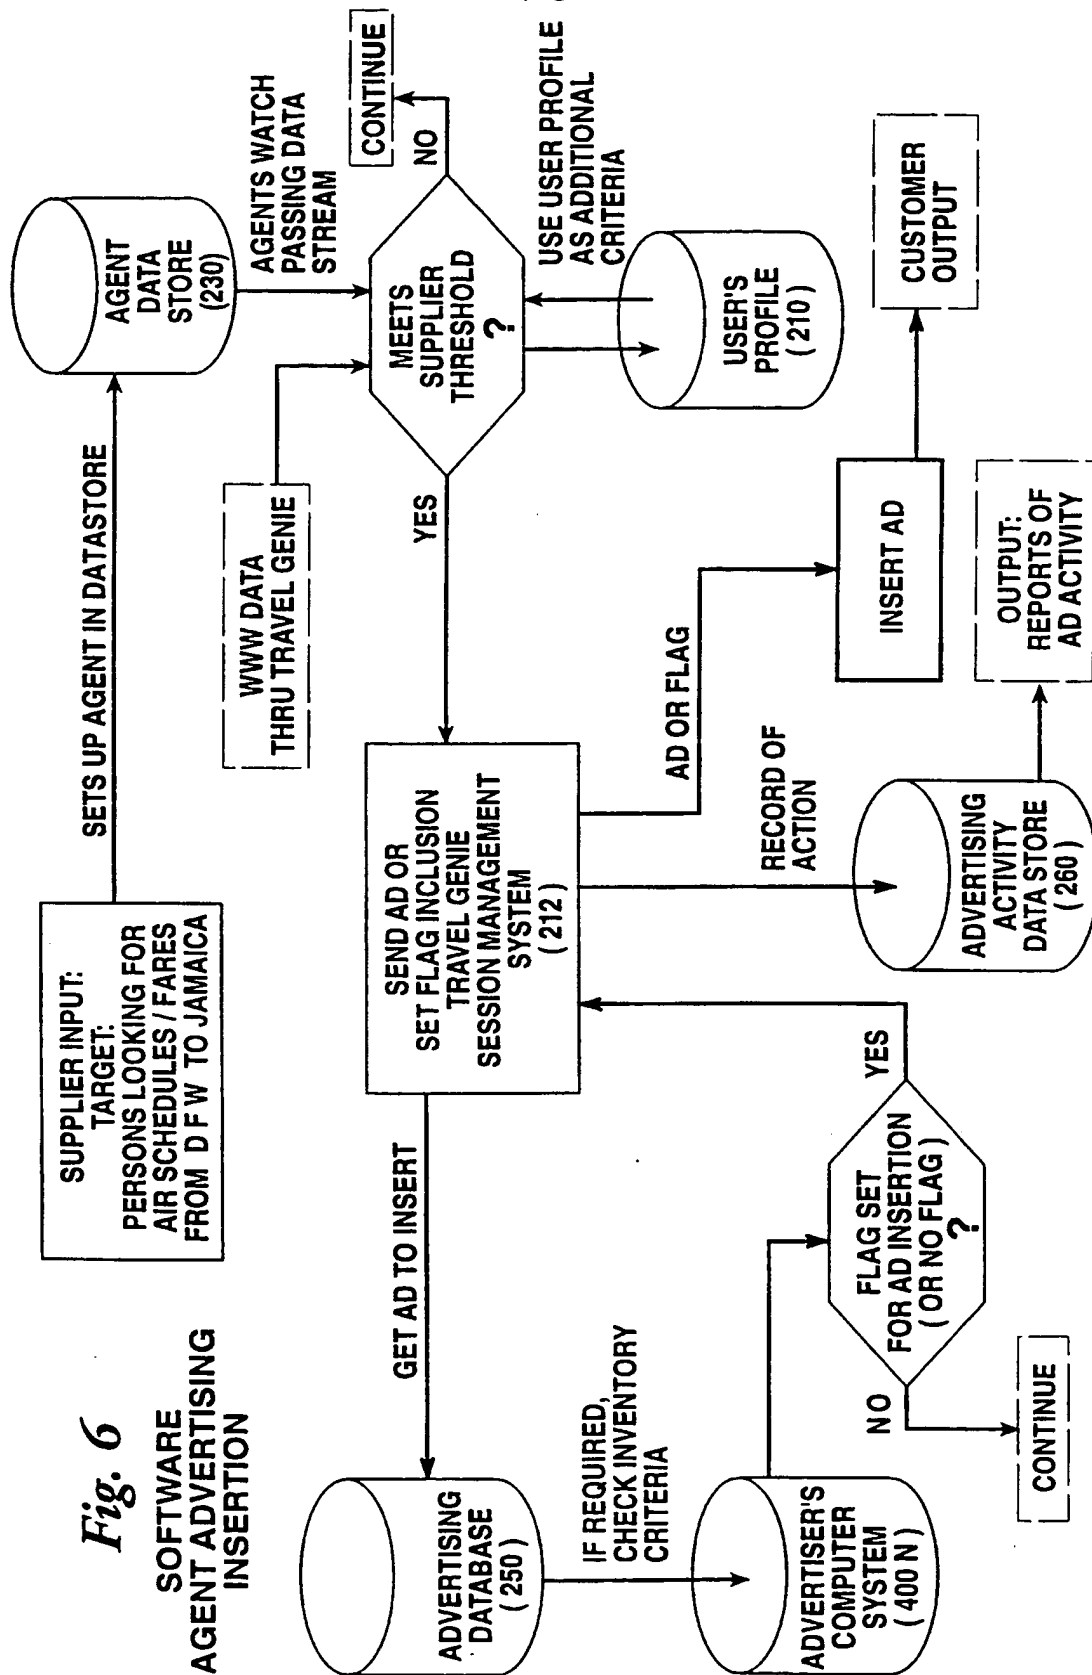 Fig. 6
SOFTWARE
AGENT ADVERTISING
INSERTION
SUPPLIER INPUT:
TARGET:
PERSONS LOOKING FOR
AIR SCHEDULES / FARES
FROM D F W TO JAMAICA
SETS UP AGENT IN DATASTORE
AGENT
DATA
STORE
(230)
AGENTS WATCH
PASSING DATA
STREAM
WWW DATA
THRU TRAVEL GENIE
MEETS
SUPPLIER
THRESHOLD
?
NO
CONTINUE
YES
USE USER PROFILE
AS ADDITIONAL
CRITERIA
USER'S
PROFILE
( 210 )
SEND AD OR
SET FLAG INCLUSION
TRAVEL GENIE
SESSION MANAGEMENT
SYSTEM
( 212 )
GET AD TO INSERT
ADVERTISING
DATABASE
( 250 )
IF REQUIRED,
CHECK INVENTORY
CRITERIA
ADVERTISER'S
COMPUTER
SYSTEM
( 400 N )
FLAG SET
FOR AD INSERTION
( OR NO FLAG )
?
YES
NO
CONTINUE
RECORD OF
ACTION
ADVERTISING
ACTIVITY
DATA STORE
( 260 )
OUTPUT:
REPORTS OF
AD ACTIVITY
AD OR FLAG
INSERT AD
CUSTOMER
OUTPUT